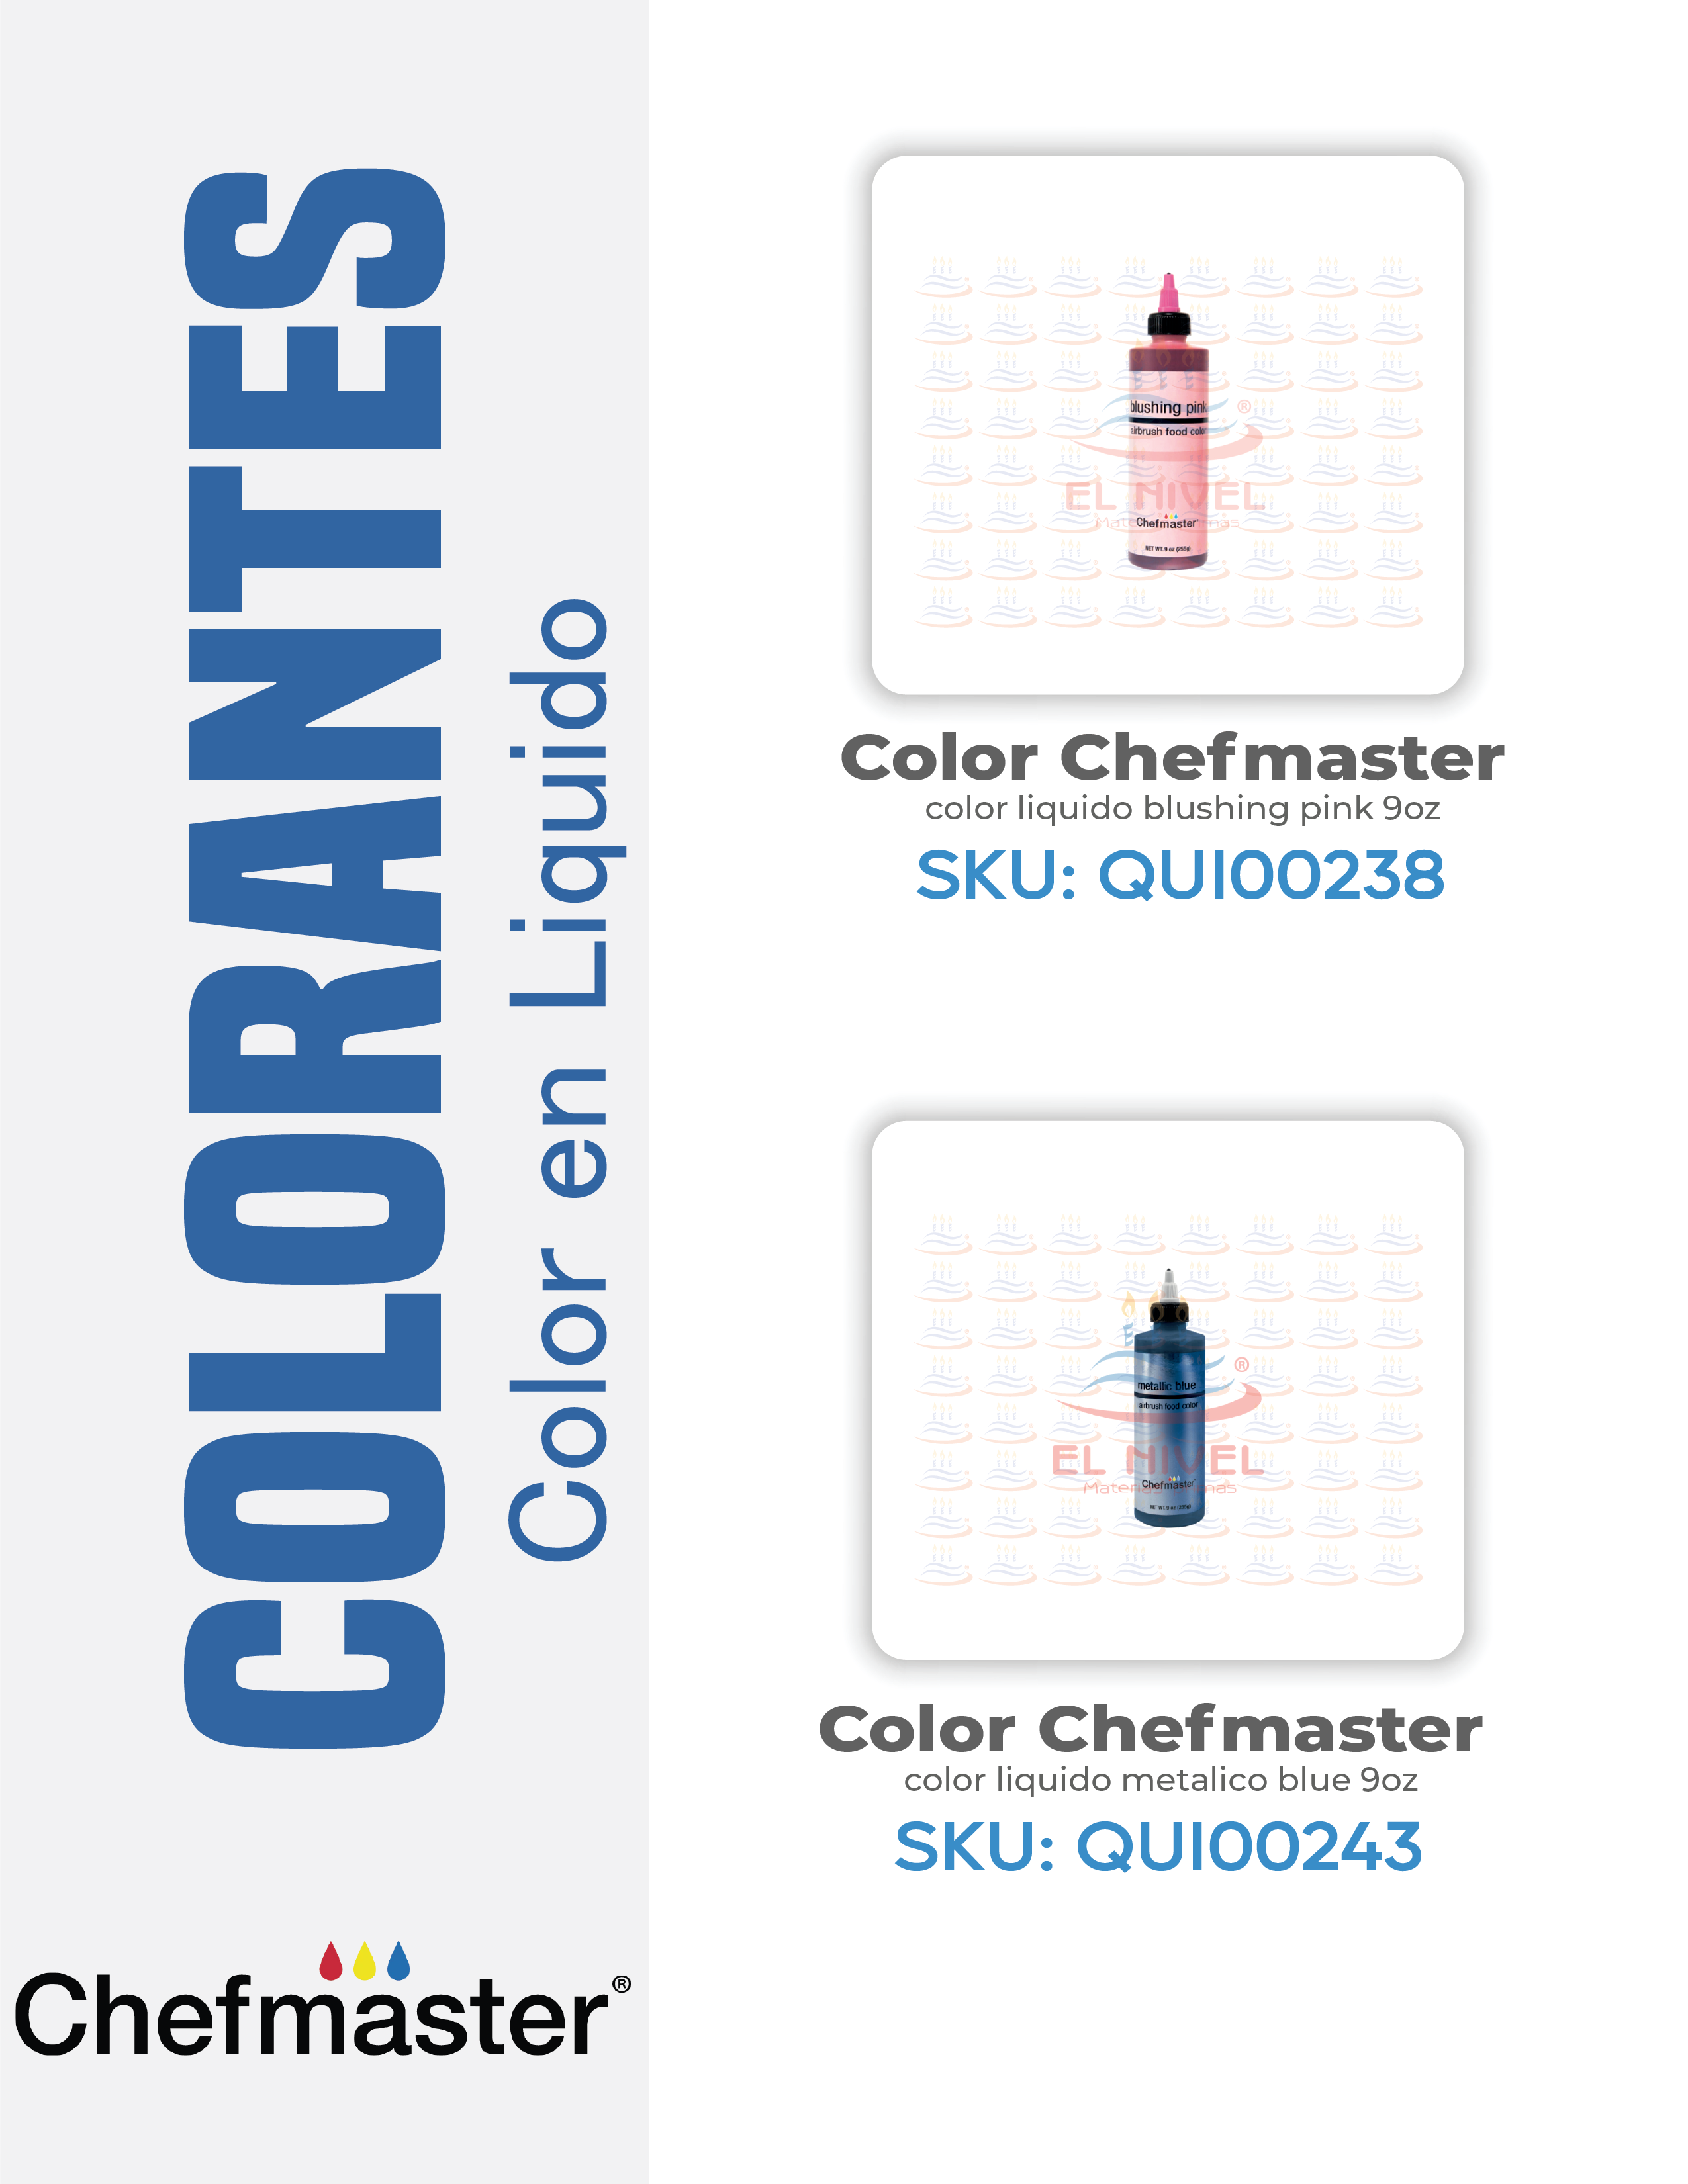 COLORANTES
Color en Liquido
Chefmaster®
blushing pink
airbrush food color
®
EL NIVEL
Chefmaster
NET WT. 9 oz (255g)
Color Chefmaster
color liquido blushing pink 9oz
SKU: QUI00238
metallic blue
airbrush food color
®
EL NIVEL
Chefmaster
NET WT. 9 oz (255g)
Color Chefmaster
color liquido metalico blue 9oz
SKU: QUI00243